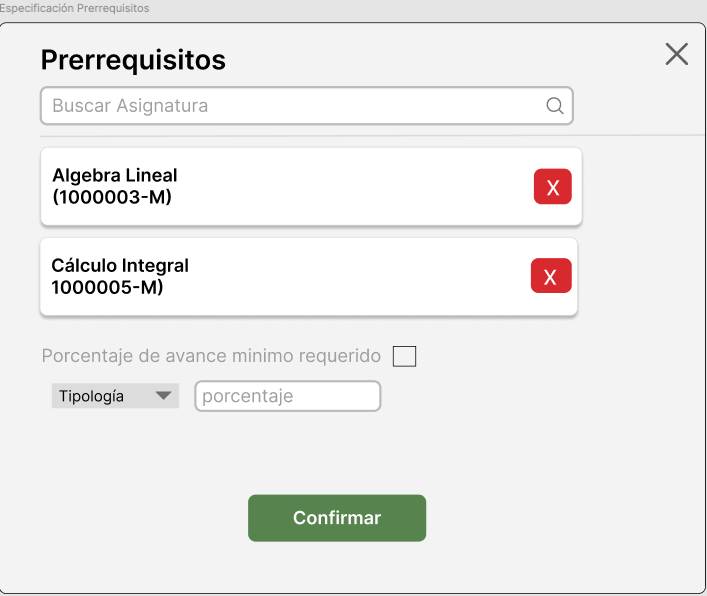 Especificación Prerrequisitos
Prerrequisitos
Buscar Asignatura
Algebra Lineal
(1000003-M)
X
Cálculo Integral
1000005-M)
X
Porcentaje de avance minimo requerido
Tipología
porcentaje
Confirmar